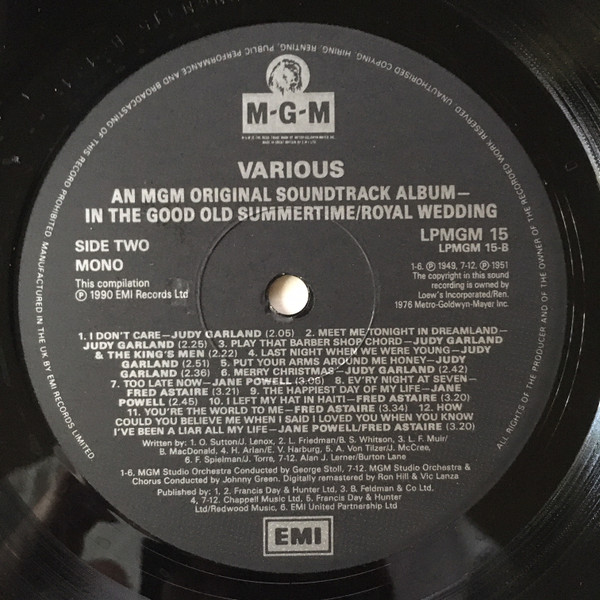 UNAUTHORISED COPYING, HIRING, RENTING, PUBLIC PERFORMANCE AND BROADCASTING OF THIS RECORD PROHIBITED MANUFACTURED IN THE UK BY EMI RECORDS LIMITED
ALL RIGHTS OF THE PRODUCER AND OF THE OWNER OF THE RECORDED WORK RESERVED
M-G-M
VARIOUS
AN MGM ORIGINAL SOUNDTRACK ALBUM—
IN THE GOOD OLD SUMMERTIME/ROYAL WEDDING
SIDE TWO
MONO
This compilation
℗ 1990 EMI Records Ltd
LPMGM 15
LPMGM 15-B
1-6. ℗ 1949, 7-12. ℗ 1951
The copyright in this sound
recording is owned by
Loew's Incorporated/Ren.
1976 Metro-Goldwyn-Mayer Inc.
1. I DON'T CARE—JUDY GARLAND (2.05) 2. MEET ME TONIGHT IN DREAMLAND—
JUDY GARLAND (2.25) 3. PLAY THAT BARBER SHOP CHORD—JUDY GARLAND
& THE KING'S MEN (2.22) 4. LAST NIGHT WHEN WE WERE YOUNG—JUDY
GARLAND (2.51) 5. PUT YOUR ARMS AROUND ME HONEY—JUDY
GARLAND (2.36) 6. MERRY CHRISTMAS—JUDY GARLAND (2.42)
7. TOO LATE NOW—JANE POWELL (3.05) 8. EV'RY NIGHT AT SEVEN—
FRED ASTAIRE (3.21) 9. THE HAPPIEST DAY OF MY LIFE—JANE
POWELL (2.45) 10. I LEFT MY HAT IN HAITI—FRED ASTAIRE (3.20)
11. YOU'RE THE WORLD TO ME—FRED ASTAIRE (3.34) 12. HOW
COULD YOU BELIEVE ME WHEN I SAID I LOVED YOU WHEN YOU KNOW
I'VE BEEN A LIAR ALL MY LIFE—JANE POWELL/FRED ASTAIRE (3.20)
Written by: 1. O. Sutton/J. Lenox, 2. L. Friedman/B. S. Whitson, 3. L. F. Muir/
B. MacDonald, 4. H. Arlan/E. V. Harburg, 5. A. Von Tilzer/J. McCree,
6. F. Spielman/J. Torre, 7-12. Alan J. Lerner/Burton Lane
1-6. MGM Studio Orchestra Conducted by George Stoll, 7-12. MGM Studio Orchestra &
Chorus Conducted by Johnny Green. Digitally remastered by Ron Hill & Vic Lanza
Published by: 1. 2. Francis Day & Hunter Ltd, 3. B. Feldman & Co Ltd.
4, 7-12. Chappell Music Ltd. 5. Francis Day & Hunter
Ltd/Redwood Music, 6. EMI United Partnership Ltd
EMI